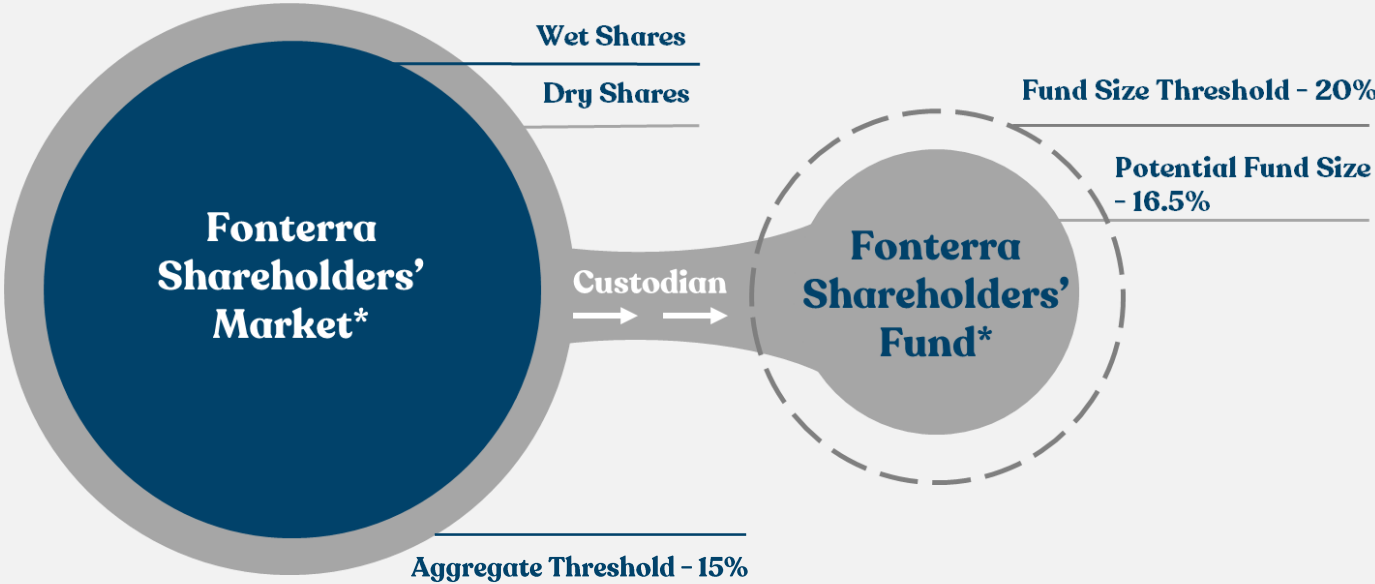 Wet Shares
Dry Shares
Fund Size Threshold - 20%
Potential Fund Size
- 16.5%
Fonterra
Shareholders’
Market*
Custodian
Fonterra
Shareholders’
Fund*
Aggregate Threshold - 15%